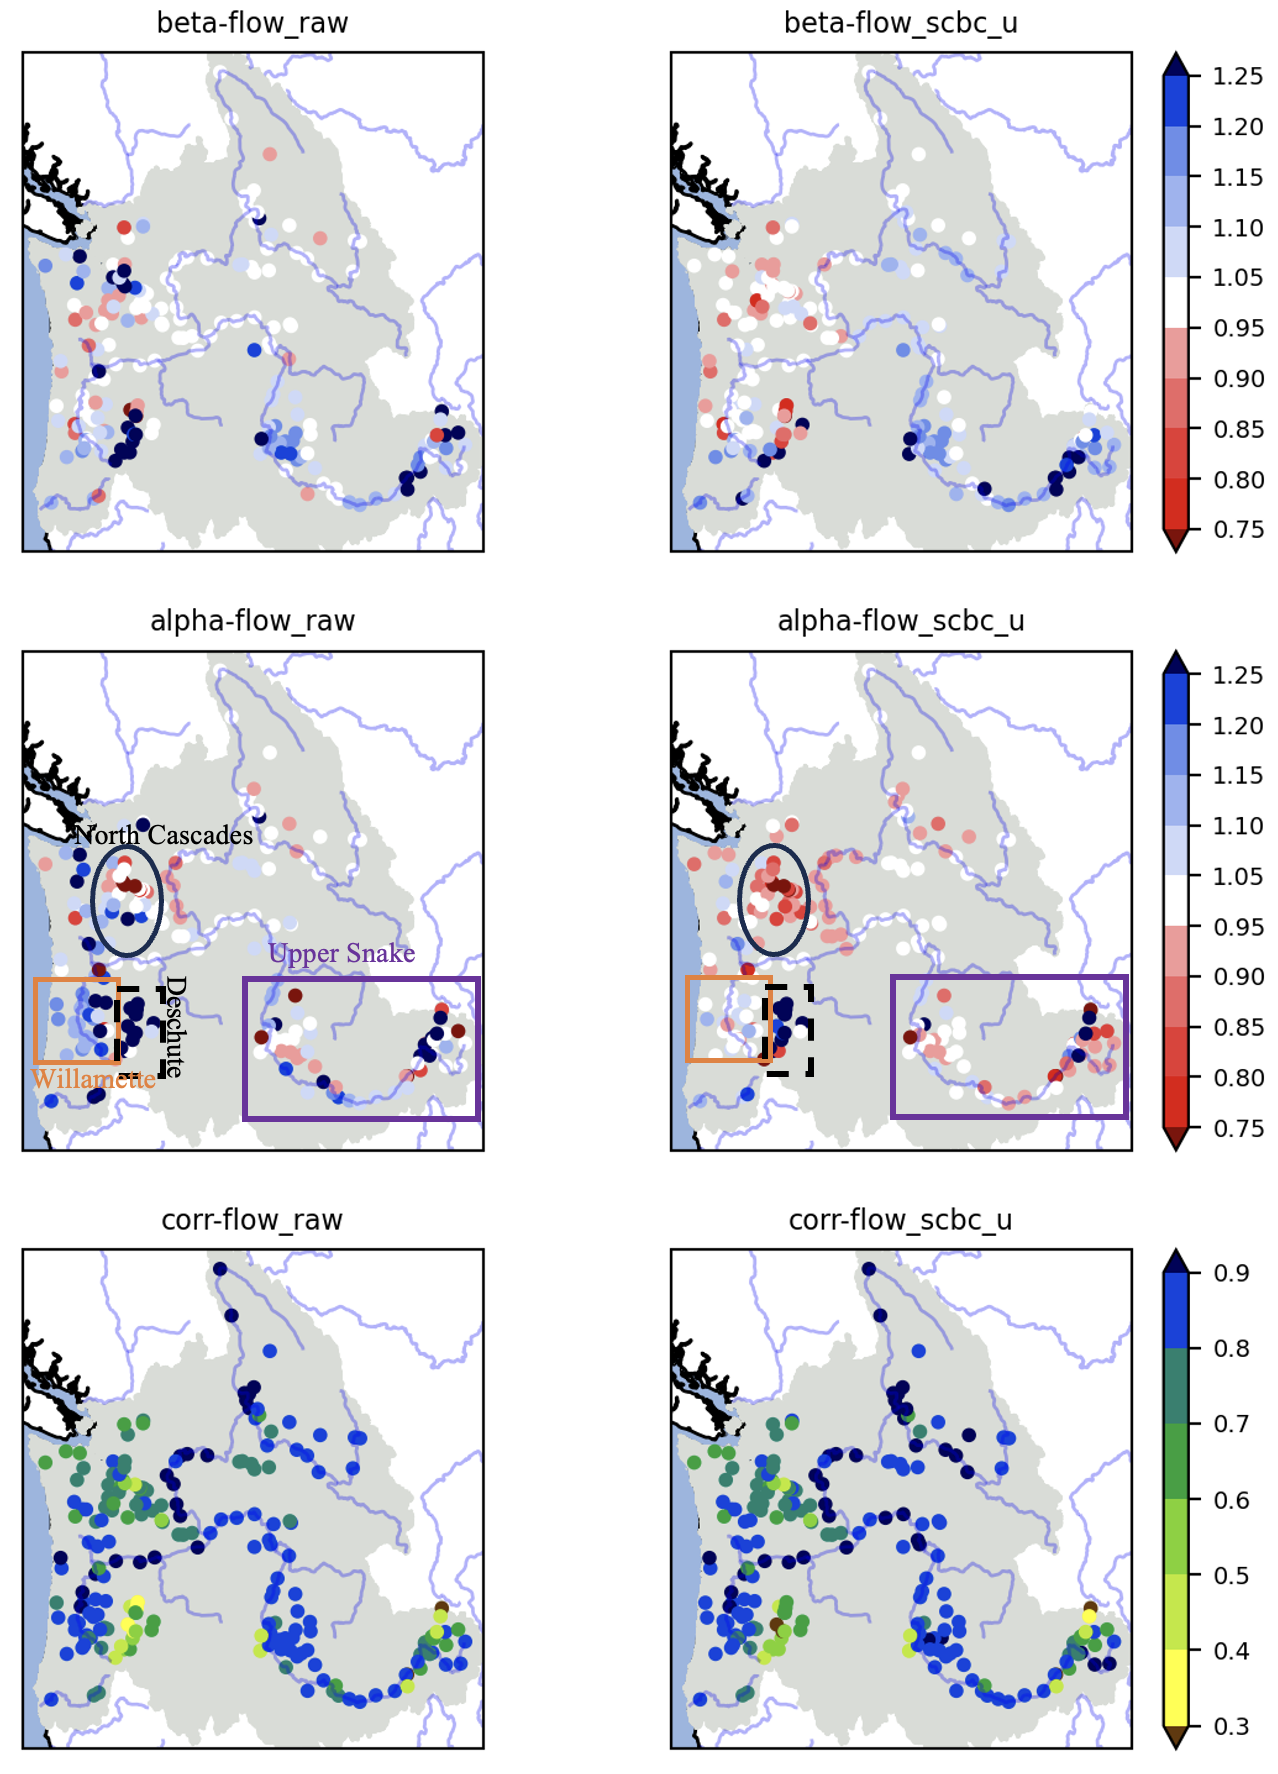 beta-flow_raw
beta-flow_scbc_u
1.25
1.20
1.15
1.10
1.05
0.95
0.90
0.85
0.80
0.75
alpha-flow_raw
alpha-flow_scbc_u
North Cascades
Upper Snake
Deschute
Willamette
1.25
1.20
1.15
1.10
1.05
0.95
0.90
0.85
0.80
0.75
corr-flow_raw
corr-flow_scbc_u
0.9
0.8
0.7
0.6
0.5
0.4
0.3